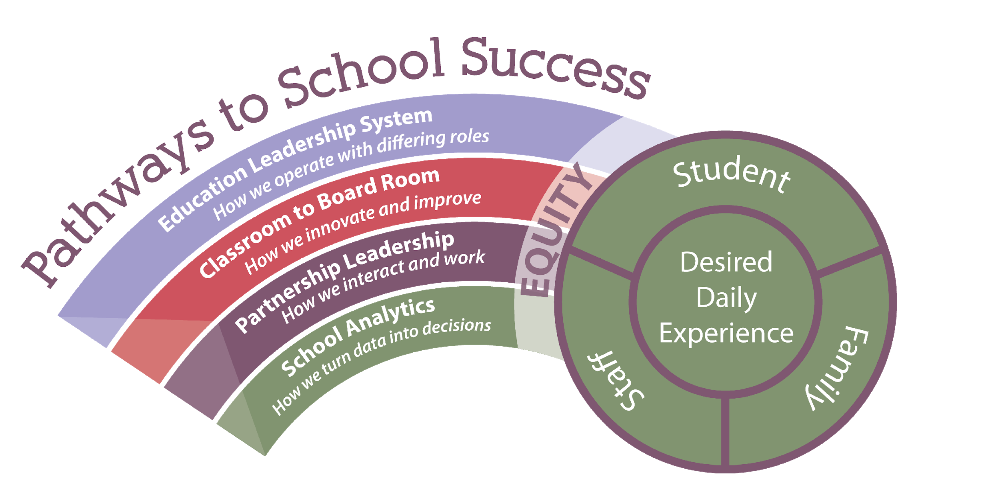 Pathways to School Success
Education Leadership System
How we operate with differing roles
Classroom to Board Room
How we innovate and improve
Partnership Leadership
How we interact and work
School Analytics
How we turn data into decisions
EQUITY
Student
Desired
Daily
Experience
Staff
Family